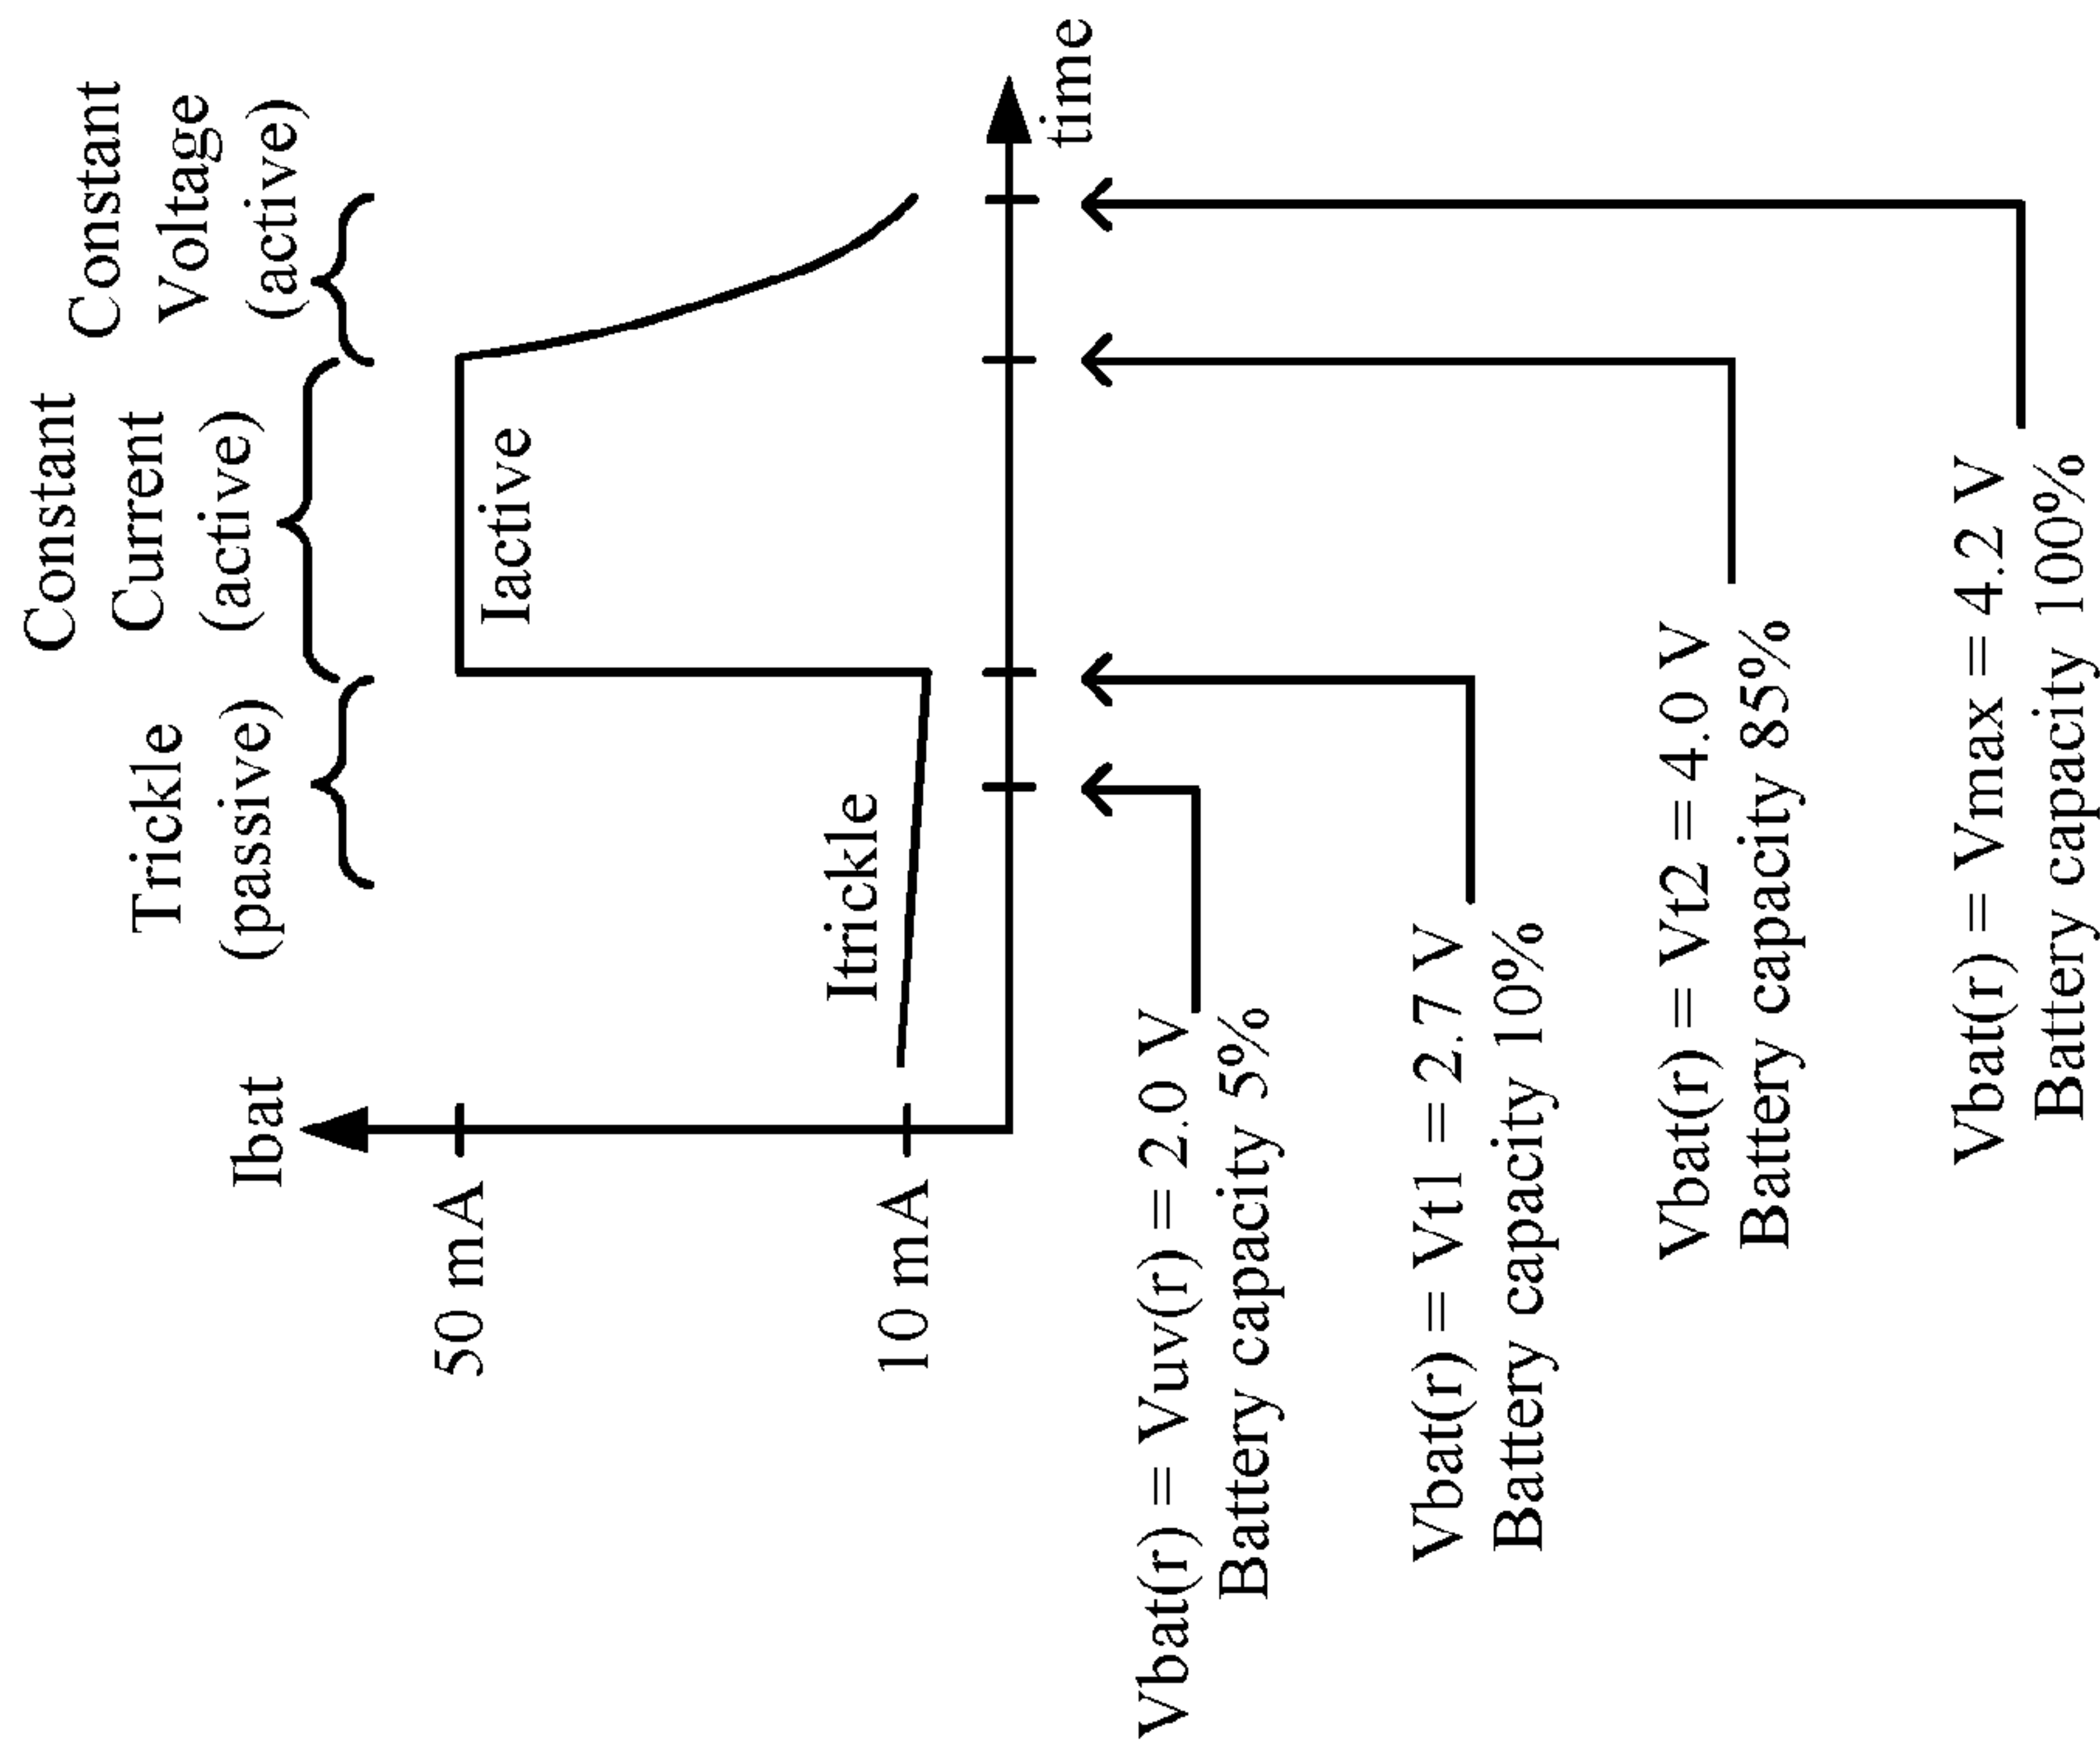 Trickle
(passive)
Constant
Current
(active)
Constant
Voltage
(active)
Ibat
50 mA
10 mA
Itrickle
Iactive
time
Vbat(r) = Vuv(r) = 2.0 V
Battery capacity 5%
Vbat(r) = Vt1 = 2.7 V
Battery capacity 10%
Vbat(r) = Vt2 = 4.0 V
Battery capacity 85%
Vbat(r) = Vmax = 4.2 V
Battery capacity 100%